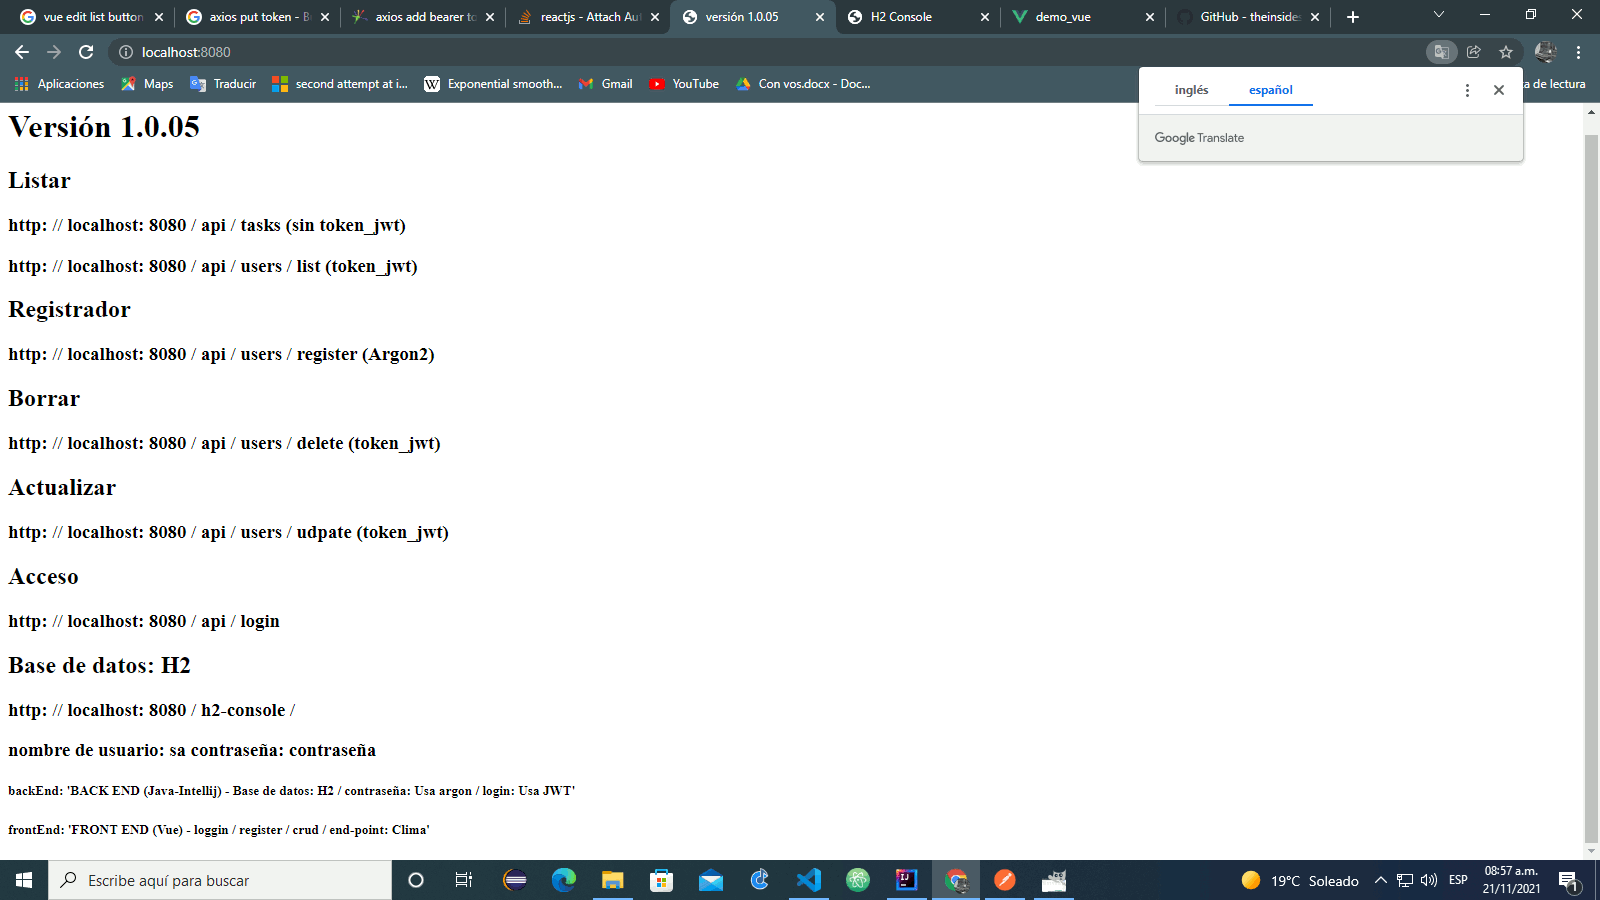 vue edit list button
axios put token - B
axios add bearer to
reactjs - Attach Au
versión 1.0.05
H2 Console
demo_vue
GitHub - theinside
localhost:8080
Aplicaciones
Maps
Traducir
second attempt at i...
Exponential smooth...
Gmail
YouTube
Con vos.docx - Doc...
a de lectura
inglés
español
Google Translate
Versión 1.0.05
Listar
http: // localhost: 8080 / api / tasks (sin token_jwt)
http: // localhost: 8080 / api / users / list (token_jwt)
Registrador
http: // localhost: 8080 / api / users / register (Argon2)
Borrar
http: // localhost: 8080 / api / users / delete (token_jwt)
Actualizar
http: // localhost: 8080 / api / users / udpate (token_jwt)
Acceso
http: // localhost: 8080 / api / login
Base de datos: H2
http: // localhost: 8080 / h2-console /
nombre de usuario: sa contraseña: contraseña
backEnd: 'BACK END (Java-Intellij) - Base de datos: H2 / contraseña: Usa argon / login: Usa JWT'
frontEnd: 'FRONT END (Vue) - loggin / register / crud / end-point: Clima'
Escribe aquí para buscar
19°C Soleado
ESP
08:57 a.m.
21/11/2021
1